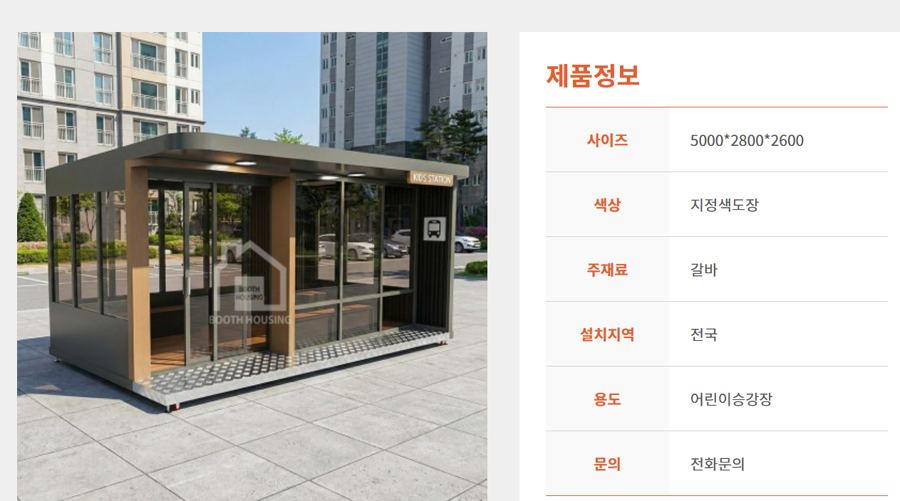 제품정보
KIDS STATION
사이즈 5000*2800*2600
색상 지정색도장
주재료 갈바
설치지역 전국
용도 어린이승강장
문의 전화문의
BOOTH
HOUSING
BOOTH HOUSING